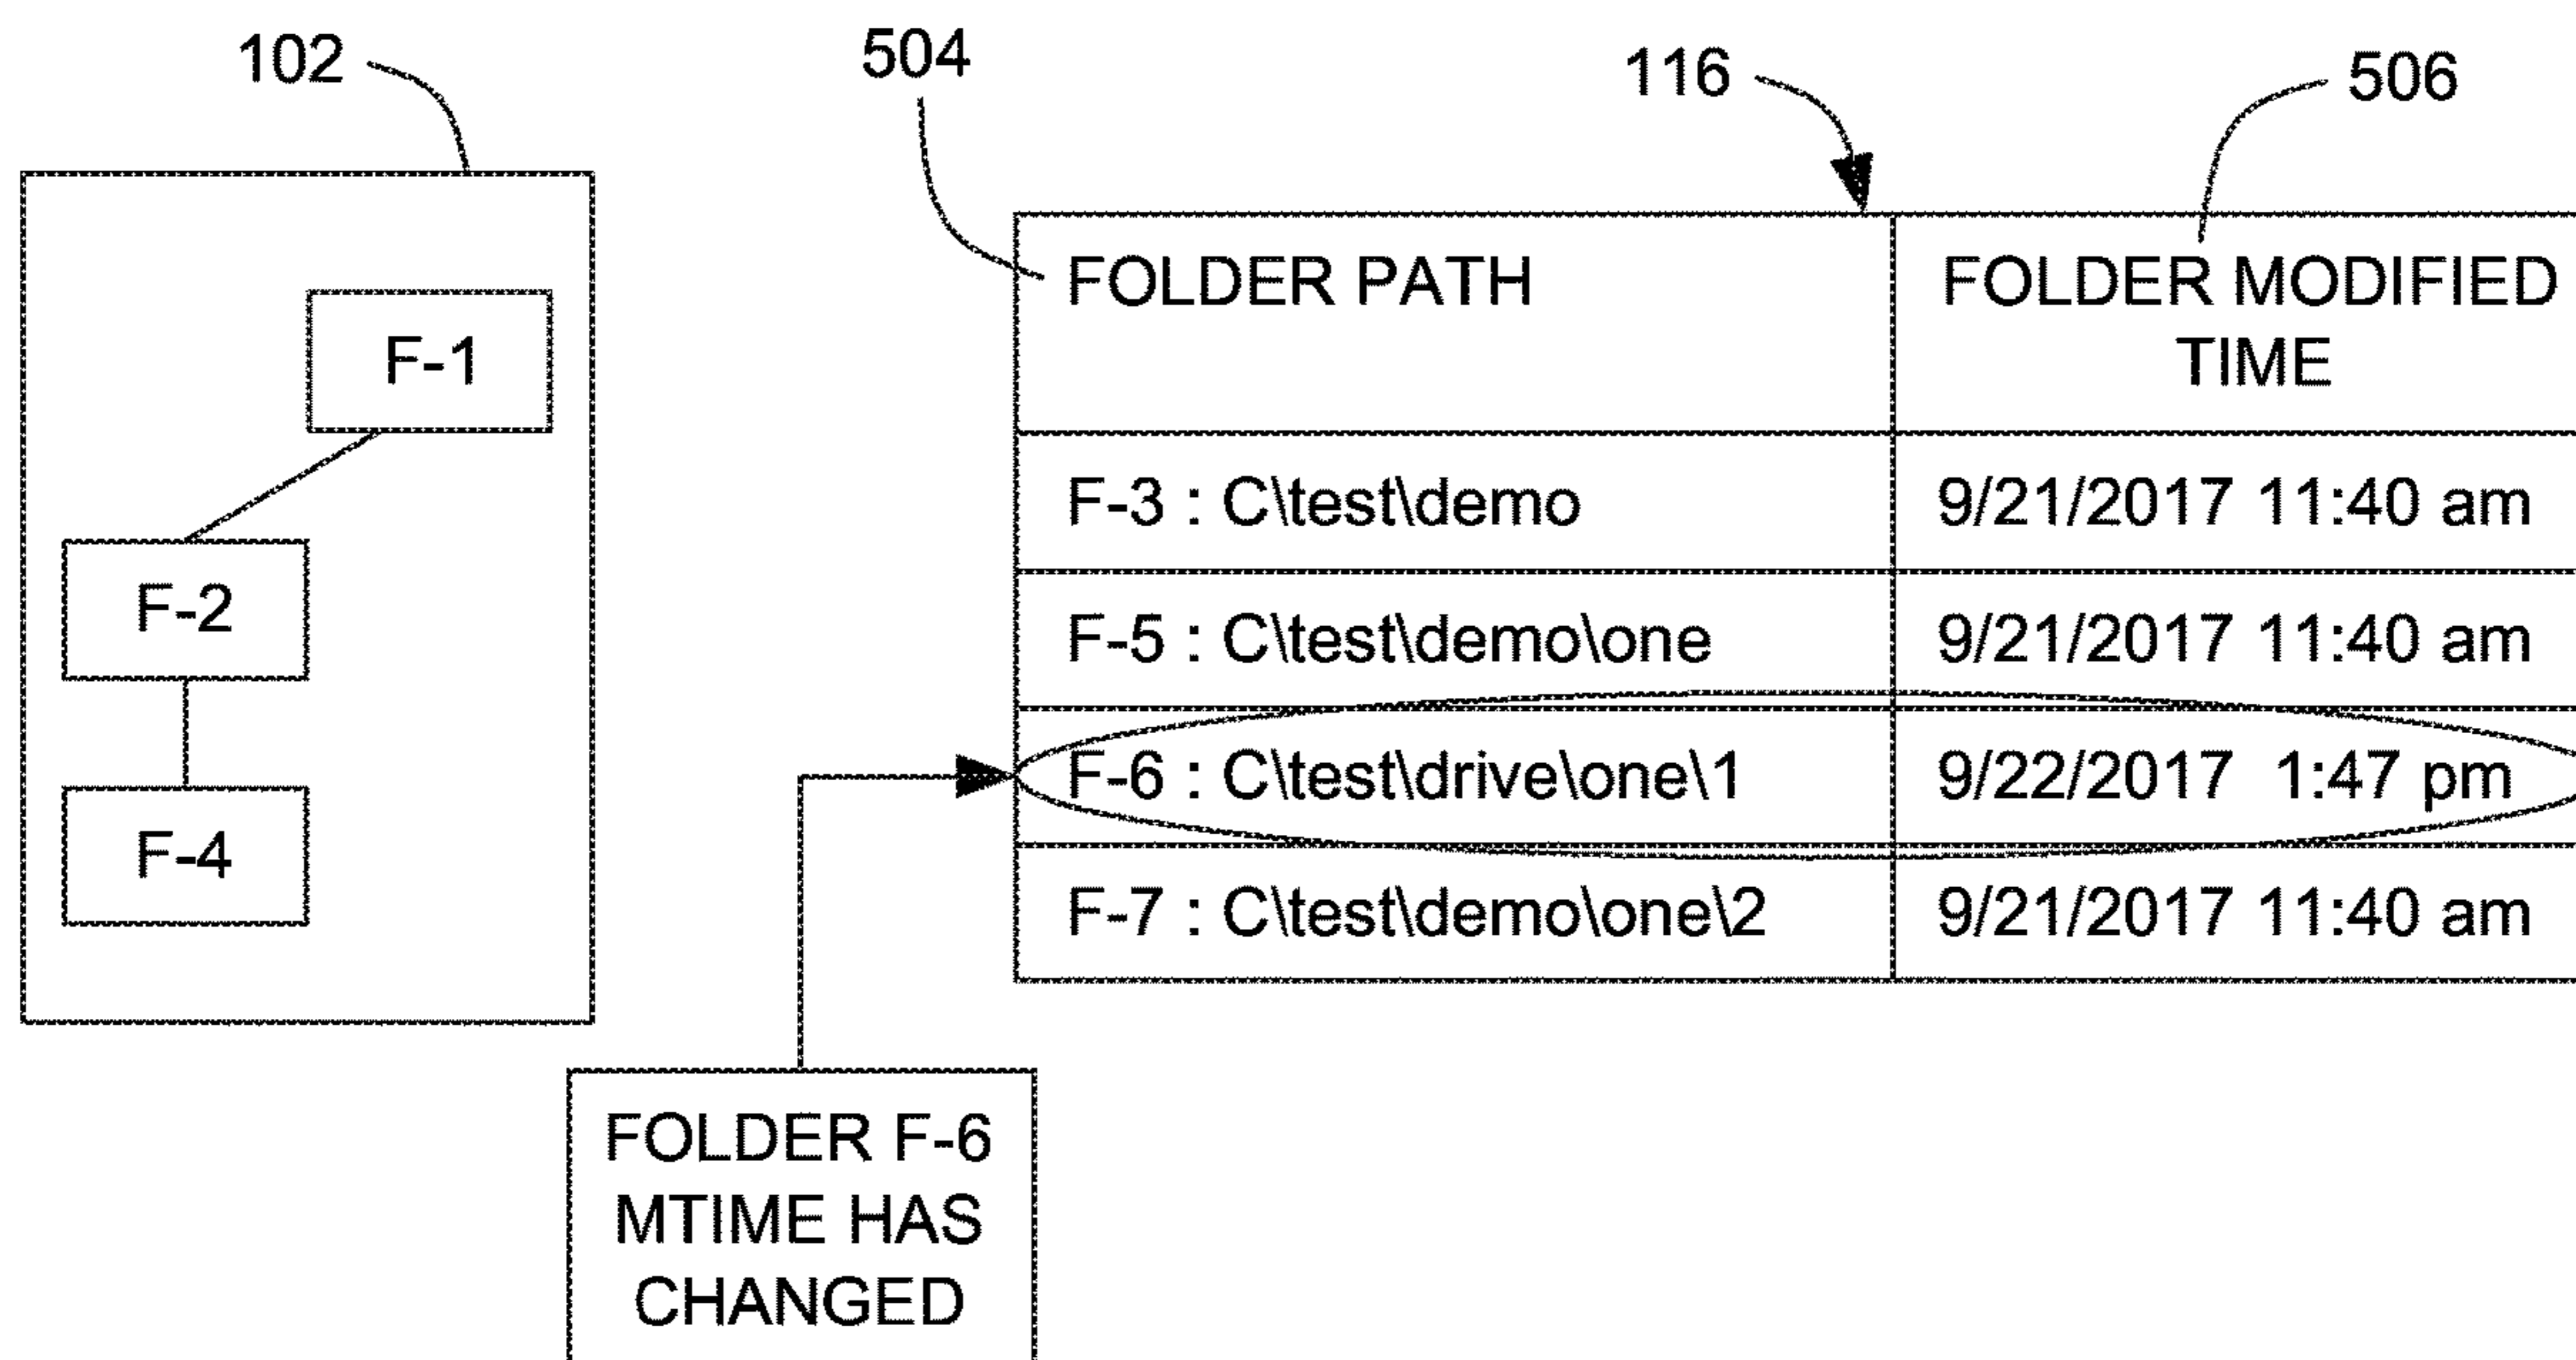 102
504
116
506
F-1
F-2
F-4
FOLDER PATH
FOLDER MODIFIED
TIME
F-3 : C\test\demo
9/21/2017 11:40 am
F-5 : C\test\demo\one
9/21/2017 11:40 am
F-6 : C\test\drive\one\1
9/22/2017 1:47 pm
F-7 : C\test\demo\one\2
9/21/2017 11:40 am
FOLDER F-6
MTIME HAS
CHANGED